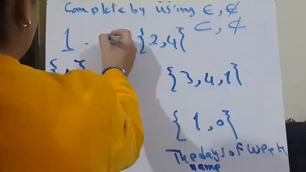 Complete by using ∈, ∉
⊂, ⊄
1 {2,4}
{3,4,1}
{1,0}
The days of week
name